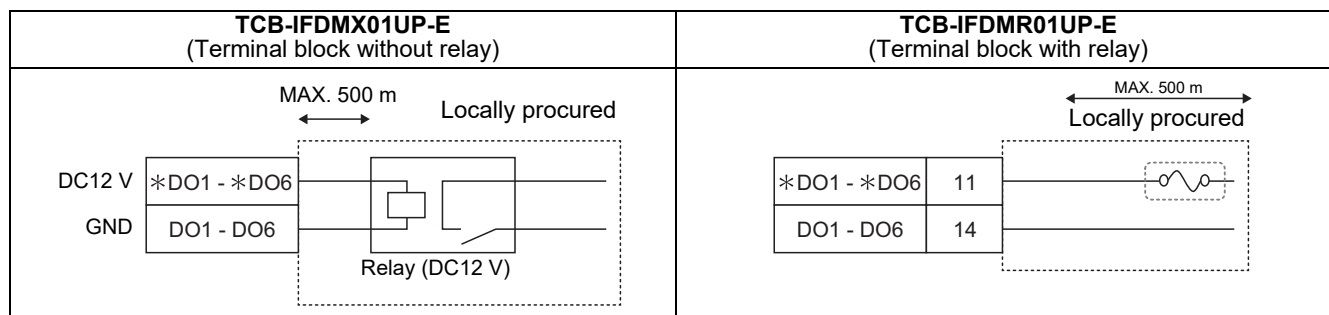 TCB-IFDMX01UP-E
(Terminal block without relay)
MAX. 500 m
Locally procured
DC12 V
*DO1 - *DO6
GND
DO1 - DO6
Relay (DC12 V)
TCB-IFDMR01UP-E
(Terminal block with relay)
MAX. 500 m
Locally procured
*DO1 - *DO6
11
DO1 - DO6
14